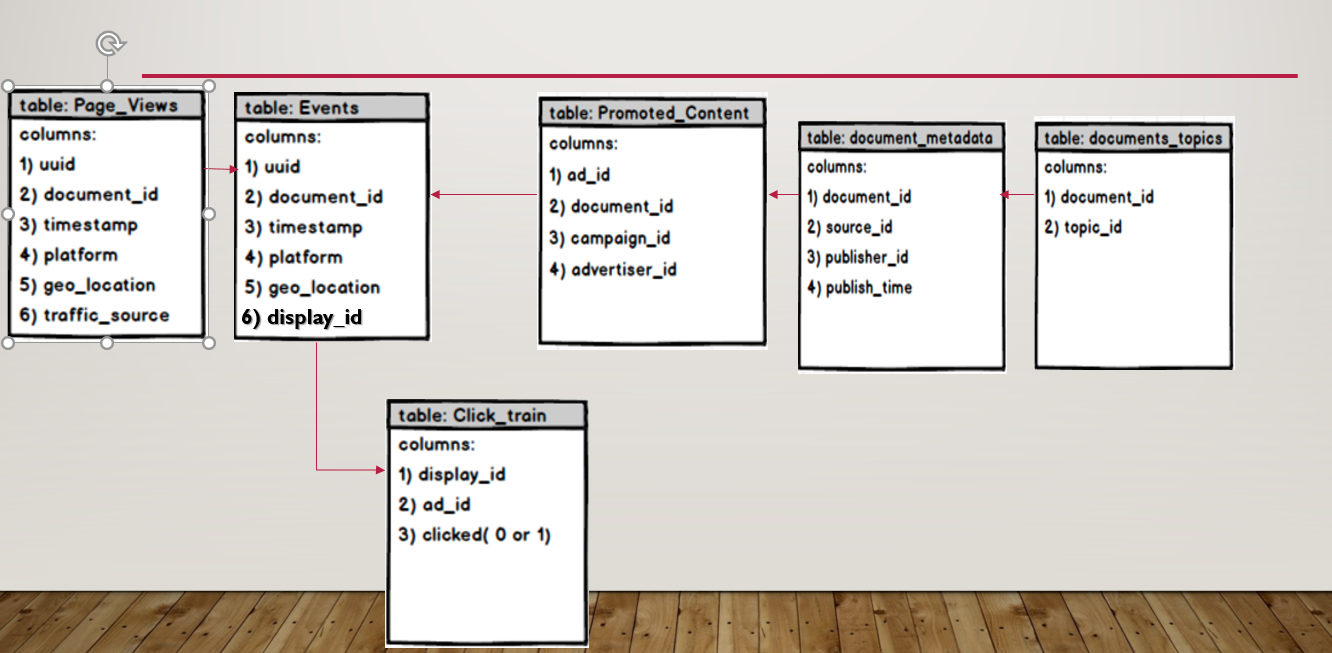 table: Page_Views
columns:
1) uuid
2) document_id
3) timestamp
4) platform
5) geo_location
6) traffic_source
table: Events
columns:
1) uuid
2) document_id
3) timestamp
4) platform
5) geo_location
6) display_id
table: Promoted_Content
columns:
1) ad_id
2) document_id
3) campaign_id
4) advertiser_id
table: document_metadata
columns:
1) document_id
2) source_id
3) publisher_id
4) publish_time
table: documents_topics
columns:
1) document_id
2) topic_id
table: Click_train
columns:
1) display_id
2) ad_id
3) clicked( 0 or 1)